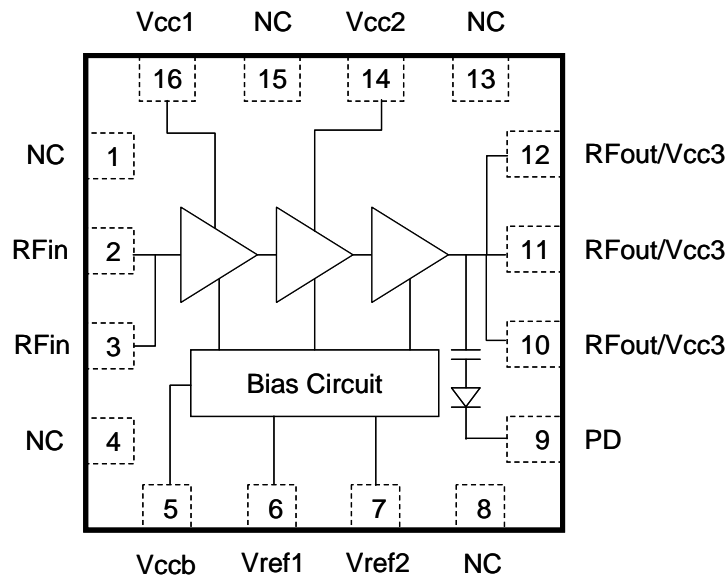 Vcc1 NC Vcc2 NC
16 15 14 13
NC 1 12 RFout/Vcc3
RFin 2 11 RFout/Vcc3
RFin 3 10 RFout/Vcc3
Bias Circuit
NC 4 9 PD
5 6 7 8
Vccb Vref1 Vref2 NC